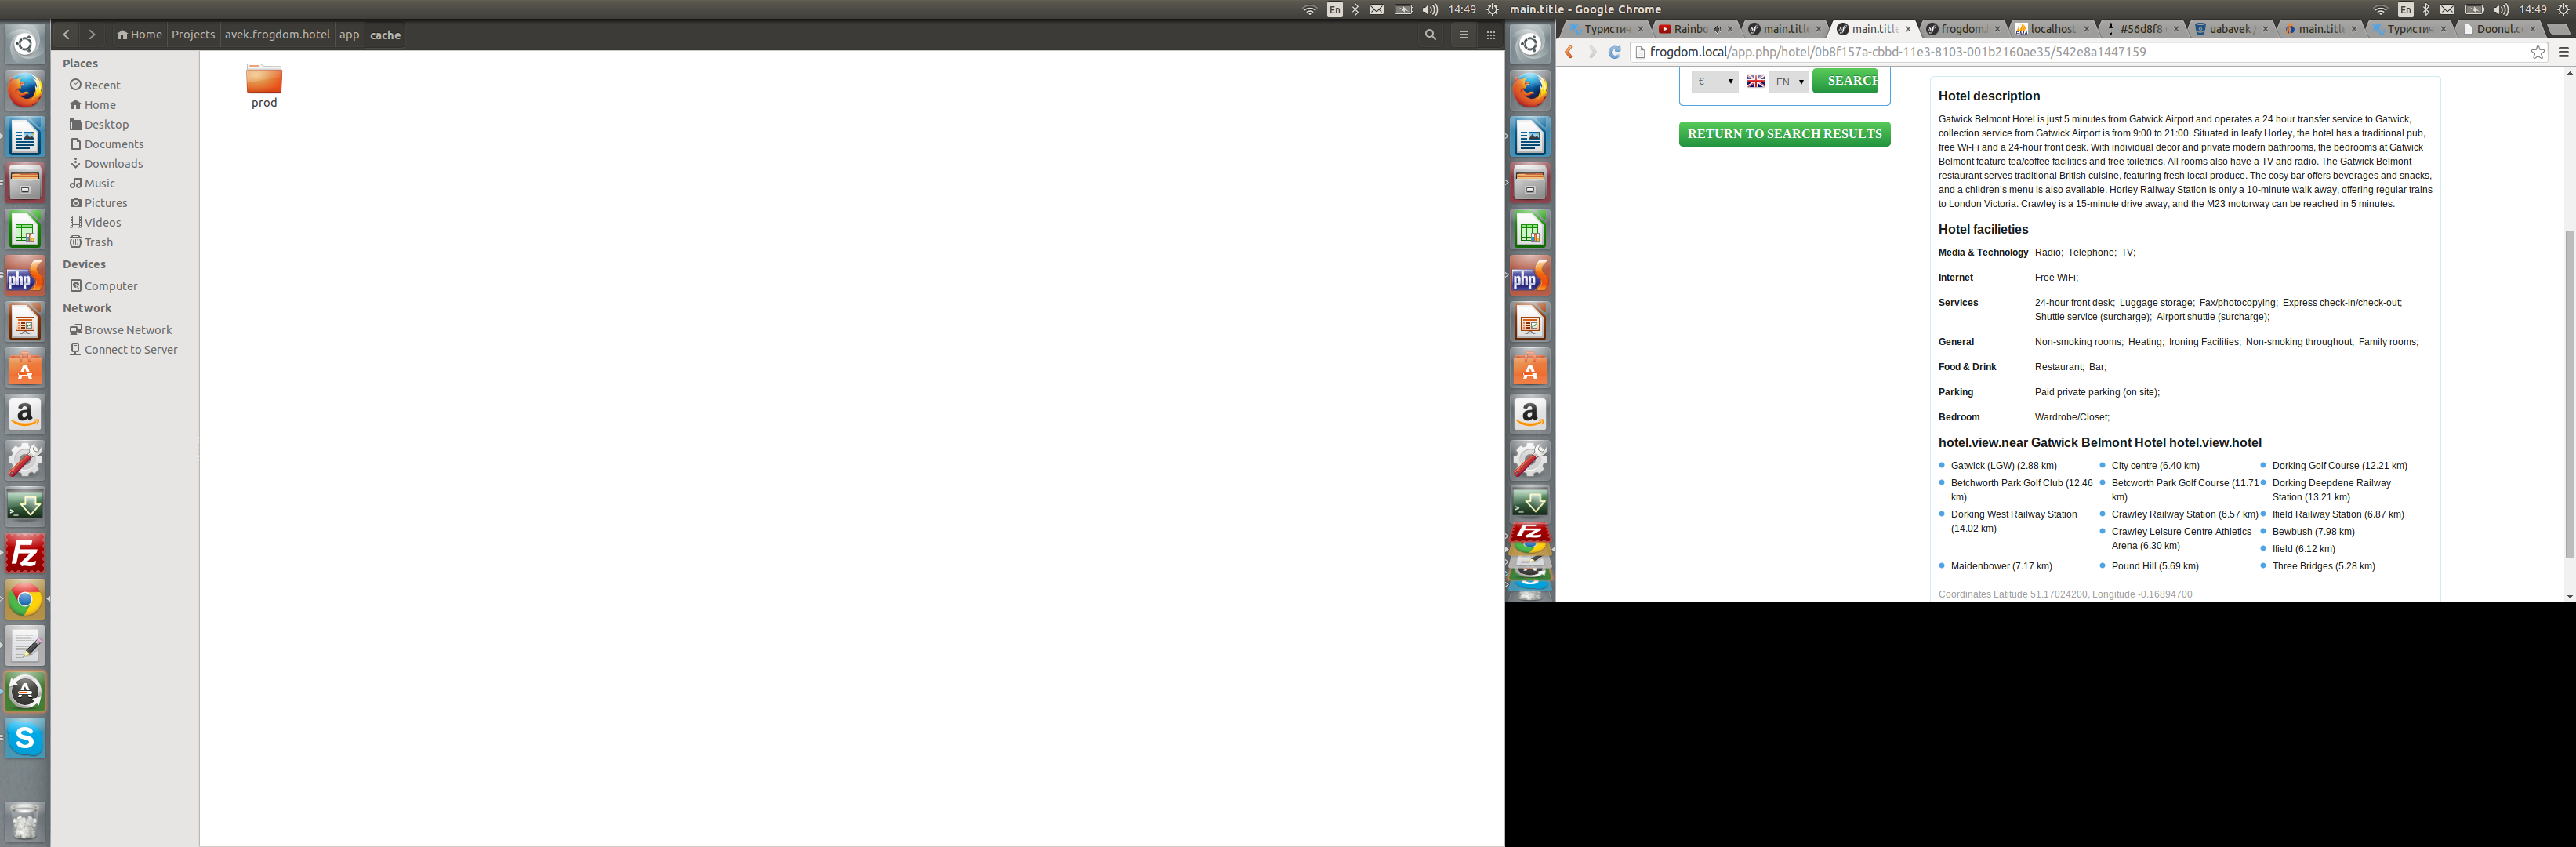 En
14:49
Home
Projects
avek.frogdom.hotel
app
cache
Places
Recent
Home
Desktop
Documents
Downloads
Music
Pictures
Videos
Trash
Devices
Computer
Network
Browse Network
Connect to Server
prod
main.title - Google Chrome
En
14:49
Туристич
Rainbo
main.title
main.title
frogdom.l
localhost
#56d8f8
uabavek
main.title
Туристич
Doonul.c
frogdom.local/app.php/hotel/0b8f157a-cbbd-11e3-8103-001b2160ae35/542e8a1447159
€
EN
SEARCH
RETURN TO SEARCH RESULTS
Hotel description
Gatwick Belmont Hotel is just 5 minutes from Gatwick Airport and operates a 24 hour transfer service to Gatwick,
collection service from Gatwick Airport is from 9:00 to 21:00. Situated in leafy Horley, the hotel has a traditional pub,
free Wi-Fi and a 24-hour front desk. With individual decor and private modern bathrooms, the bedrooms at Gatwick
Belmont feature tea/coffee facilities and free toiletries. All rooms also have a TV and radio. The Gatwick Belmont
restaurant serves traditional British cuisine, featuring fresh local produce. The cosy bar offers beverages and snacks,
and a children's menu is also available. Horley Railway Station is only a 10-minute walk away, offering regular trains
to London Victoria. Crawley is a 15-minute drive away, and the M23 motorway can be reached in 5 minutes.
Hotel facilieties
Media & Technology Radio; Telephone; TV;
Internet Free WiFi;
Services 24-hour front desk; Luggage storage; Fax/photocopying; Express check-in/check-out;
Shuttle service (surcharge); Airport shuttle (surcharge);
General Non-smoking rooms; Heating; Ironing Facilities; Non-smoking throughout; Family rooms;
Food & Drink Restaurant; Bar;
Parking Paid private parking (on site);
Bedroom Wardrobe/Closet;
hotel.view.near Gatwick Belmont Hotel hotel.view.hotel
Gatwick (LGW) (2.88 km)
City centre (6.40 km)
Dorking Golf Course (12.21 km)
Betchworth Park Golf Club (12.46
km)
Betcworth Park Golf Course (11.71
km)
Dorking Deepdene Railway
Station (13.21 km)
Dorking West Railway Station
(14.02 km)
Crawley Railway Station (6.57 km)
Ifield Railway Station (6.87 km)
Crawley Leisure Centre Athletics
Arena (6.30 km)
Bewbush (7.98 km)
Ifield (6.12 km)
Maidenbower (7.17 km)
Pound Hill (5.69 km)
Three Bridges (5.28 km)
Coordinates Latitude 51.17024200, Longitude -0.16894700